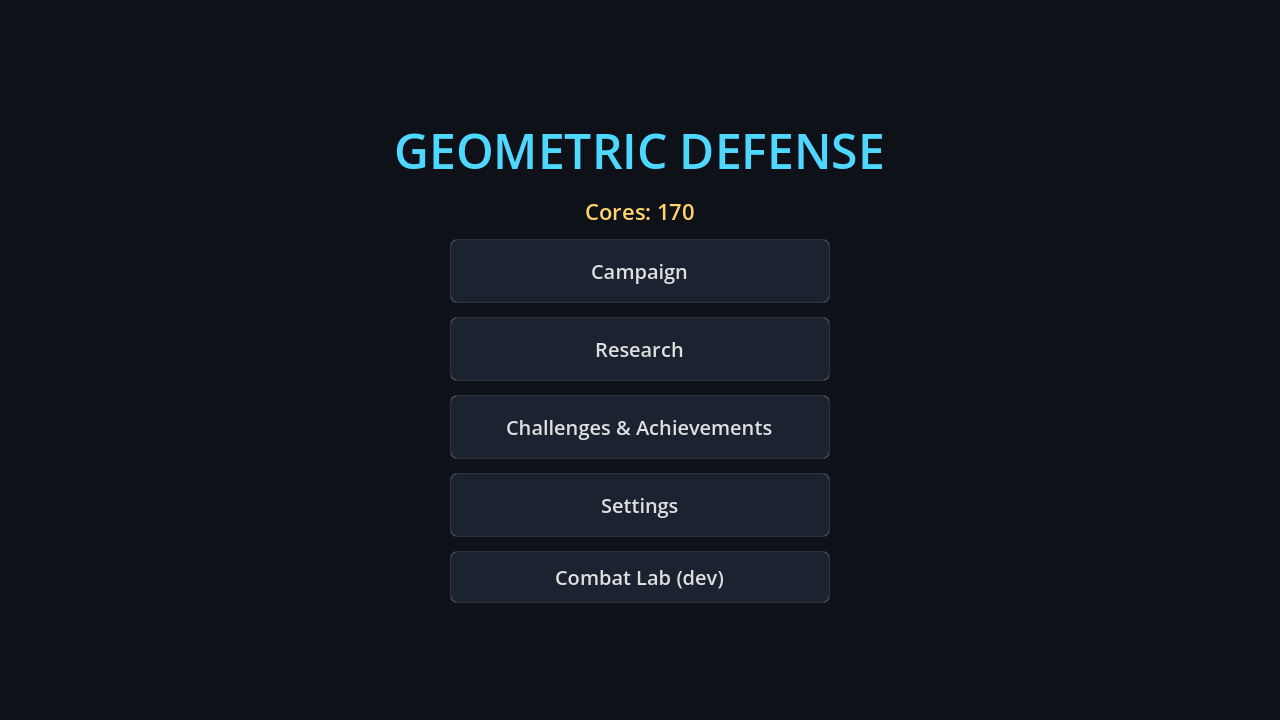 GEOMETRIC DEFENSE
Cores: 170
Campaign
Research
Challenges & Achievements
Settings
Combat Lab (dev)